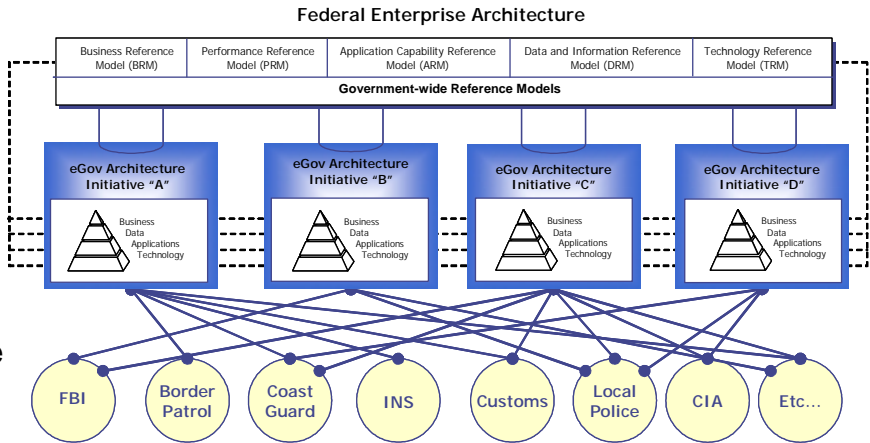 Federal Enterprise Architecture
Business Reference
Model (BRM)
Performance Reference
Model (PRM)
Application Capability Reference
Model (ARM)
Data and Information Reference
Model (DRM)
Technology Reference
Model (TRM)
Government-wide Reference Models
eGov Architecture
Initiative "A"
Business
Data
Applications
Technology
eGov Architecture
Initiative "B"
Business
Data
Applications
Technology
eGov Architecture
Initiative "C"
Business
Data
Applications
Technology
eGov Architecture
Initiative "D"
Business
Data
Applications
Technology
e
FBI
Border
Patrol
Coast
Guard
INS
Customs
Local
Police
CIA
Etc...